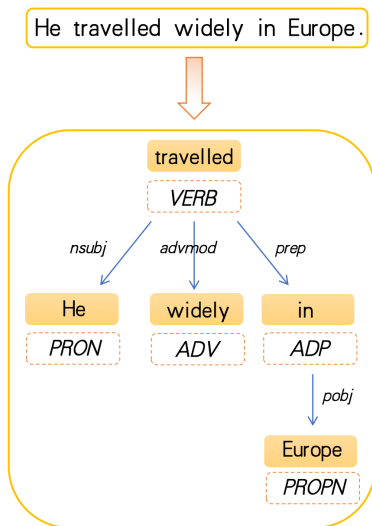 He travelled widely in Europe.
travelled
VERB
nsubj advmod prep
He widely in
PRON ADV ADP
pobj
Europe
PROPN